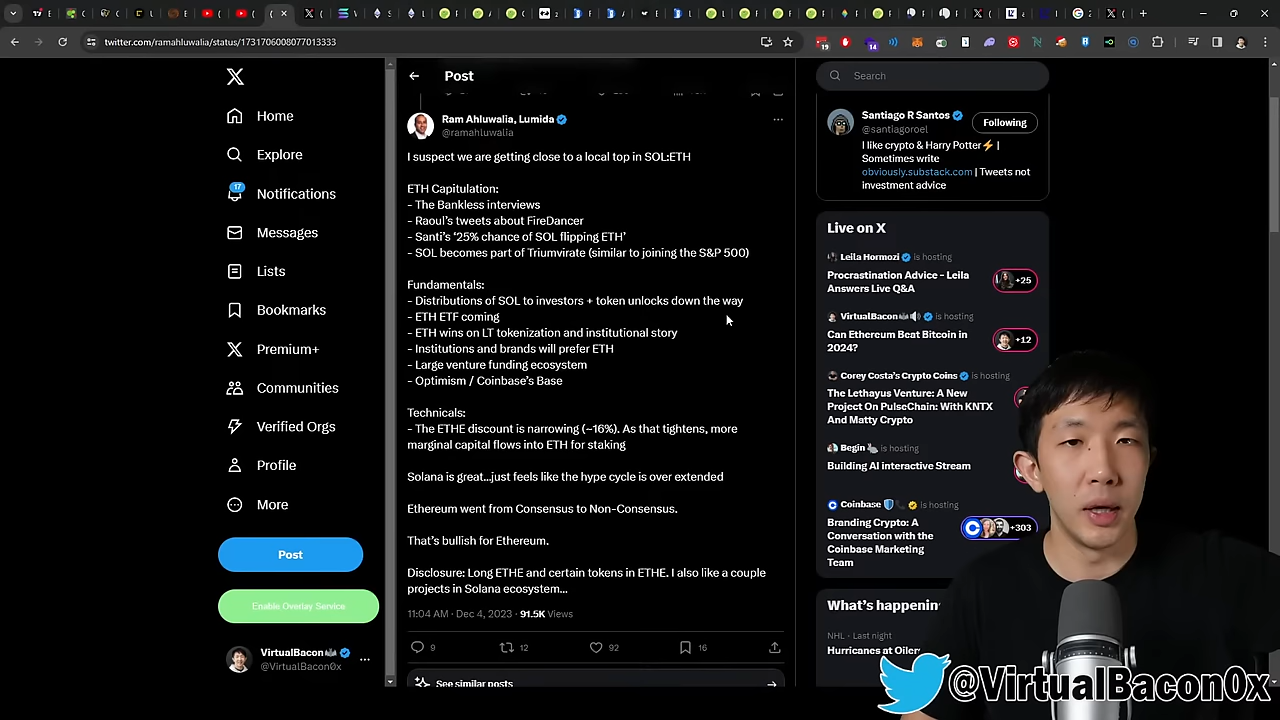 twitter.com/ramahluwalia/status/1731706008077013333
19
14
Home
Explore
17
Notifications
Messages
Lists
Bookmarks
Premium+
Communities
Verified Orgs
Profile
More
Post
Enable Overlay Service
VirtualBacon
@VirtualBacon0x
Post
Ram Ahluwalia, Lumida
@ramahluwalia
I suspect we are getting close to a local top in SOL:ETH
ETH Capitulation:
- The Bankless interviews
- Raoul's tweets about FireDancer
- Santi's '25% chance of SOL flipping ETH'
- SOL becomes part of Triumvirate (similar to joining the S&P 500)
Fundamentals:
- Distributions of SOL to investors + token unlocks down the way
- ETH ETF coming
- ETH wins on LT tokenization and institutional story
- Institutions and brands will prefer ETH
- Large venture funding ecosystem
- Optimism / Coinbase's Base
Technicals:
- The ETHE discount is narrowing (~16%). As that tightens, more
marginal capital flows into ETH for staking
Solana is great...just feels like the hype cycle is over extended
Ethereum went from Consensus to Non-Consensus.
That's bullish for Ethereum.
Disclosure: Long ETHE and certain tokens in ETHE. I also like a couple
projects in Solana ecosystem...
11:04 AM · Dec 4, 2023 · 91.5K Views
9
12
92
16
See similar posts
Search
Santiago R Santos
@santiagoroel
Following
I like crypto & Harry Potter⚡ |
Sometimes write
obviously.substack.com | Tweets not
investment advice
Live on X
Leila Hormozi is hosting
Procrastination Advice - Leila
Answers Live Q&A
+25
VirtualBacon is hosting
Can Ethereum Beat Bitcoin in
2024?
+12
Corey Costa's Crypto Coins is hosting
The Lethayus Venture: A New
Project On PulseChain: With KNTX
and Matty Crypto
Begin is hosting
Building AI interactive Stream
Coinbase is hosting
Branding Crypto: A
Conversation with the
Coinbase Marketing
Team
+303
What's happenin
NHL · Last night
Hurricanes at Oiler
@VirtualBacon0x